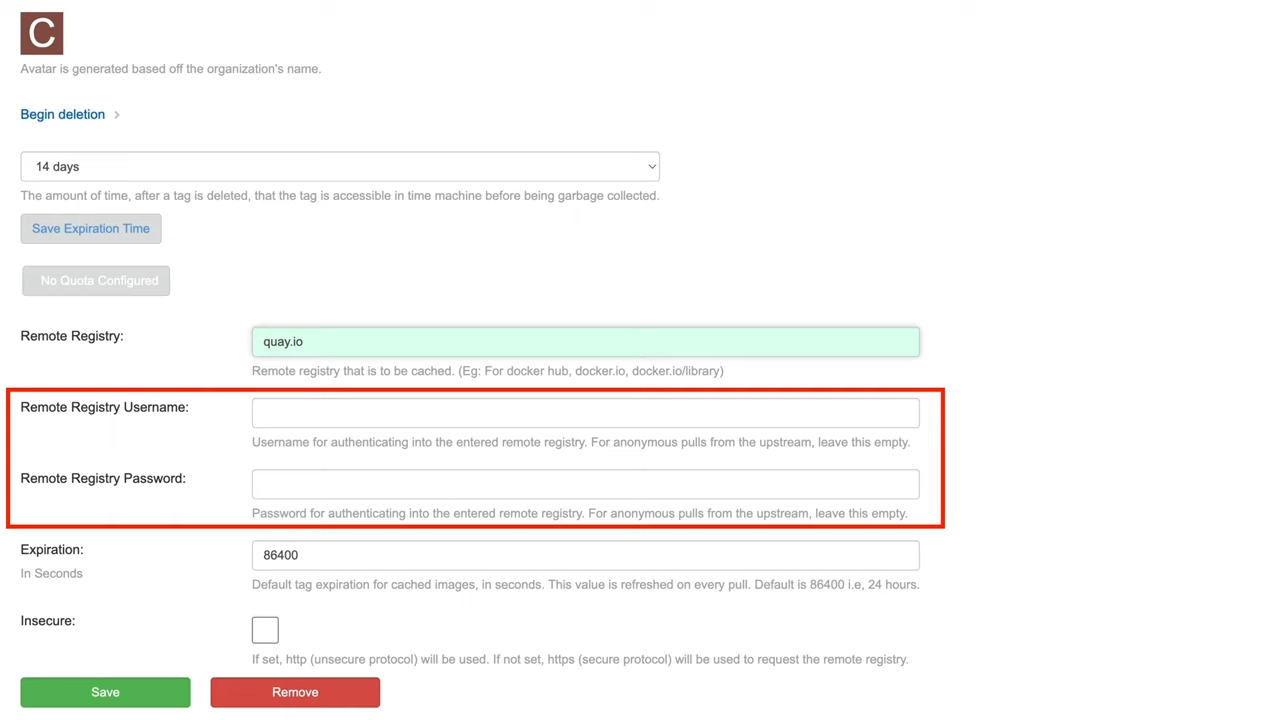 C
Avatar is generated based off the organization's name.
Begin deletion
14 days
The amount of time, after a tag is deleted, that the tag is accessible in time machine before being garbage collected.
Save Expiration Time
No Quota Configured
Remote Registry:
quay.io
Remote registry that is to be cached. (Eg: For docker hub, docker.io, docker.io/library)
Remote Registry Username:
Username for authenticating into the entered remote registry. For anonymous pulls from the upstream, leave this empty.
Remote Registry Password:
Password for authenticating into the entered remote registry. For anonymous pulls from the upstream, leave this empty.
Expiration:
86400
In Seconds
Default tag expiration for cached images, in seconds. This value is refreshed on every pull. Default is 86400 i.e, 24 hours.
Insecure:
If set, http (unsecure protocol) will be used. If not set, https (secure protocol) will be used to request the remote registry.
Save
Remove